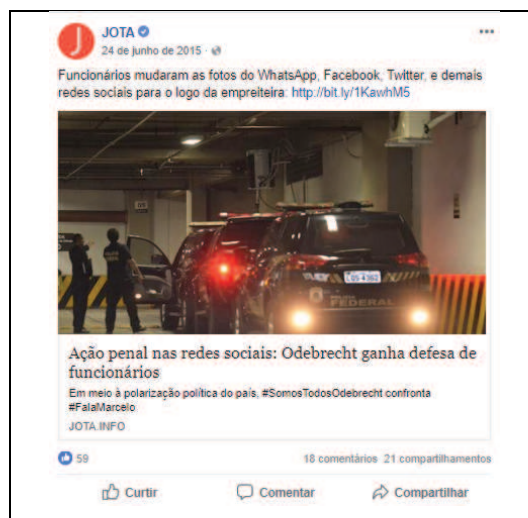 JOTA
24 de junho de 2015 ·
Funcionários mudaram as fotos do WhatsApp, Facebook, Twitter, e demais
redes sociais para o logo da empreiteira: http://bit.ly/1KawhM5
POLÍCIA
FEDERAL
Ação penal nas redes sociais: Odebrecht ganha defesa de
funcionários
Em meio à polarização política do país, #SomosTodosOdebrecht confronta
#FalaMarcelo
JOTA.INFO
59
18 comentários 21 compartilhamentos
Curtir
Comentar
Compartilhar